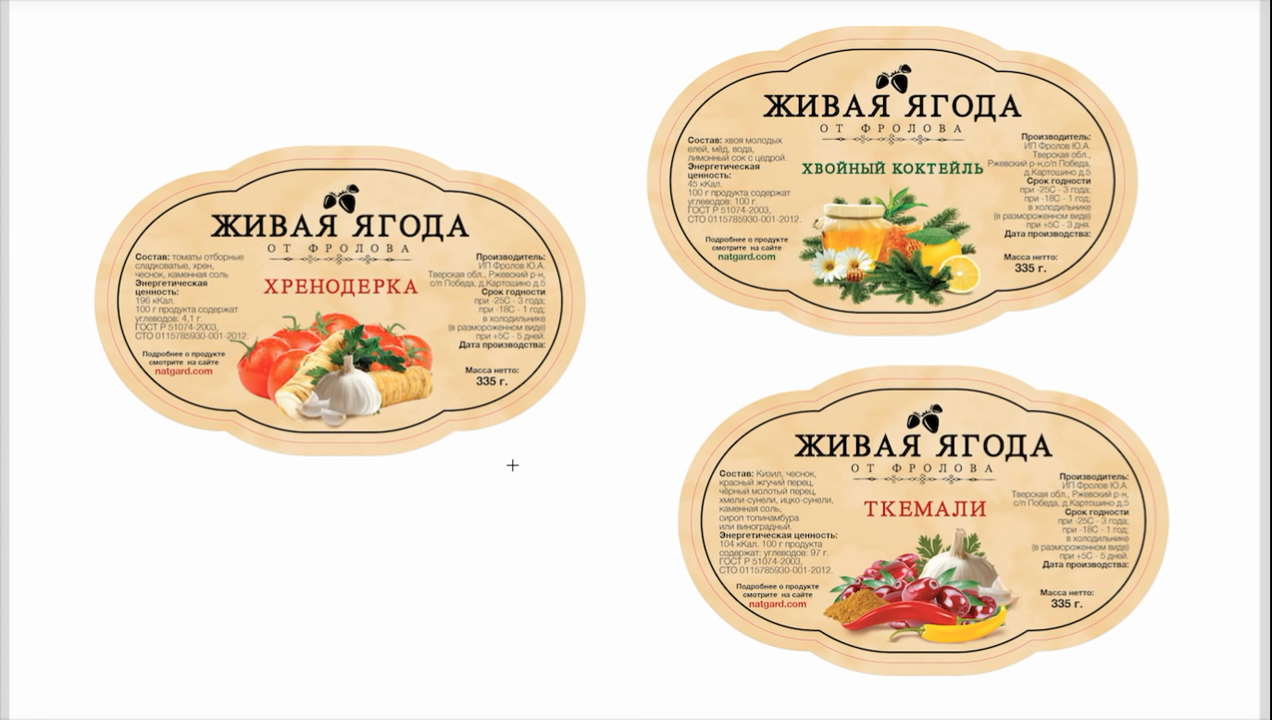 ЖИВАЯ ЯГОДА
ОТ ФРОЛОВА
ХРЕНОДЕРКА
Состав: томаты отборные
сладковатые, хрен,
чеснок, каменная соль
Энергетическая
ценность:
196 кКал.
100 г продукта содержат
углеводов: 4,1 г.
ГОСТ Р 51074-2003,
СТО 0115785930-001-2012.
Подробнее о продукте
смотрите на сайте
natgard.com
Производитель:
ИП Фролов Ю.А.
Тверская обл., Ржевский р-н,
с/п Победа, д.Картошино д.5
Срок годности
при -25С - 3 года;
при -18С - 1 год;
в холодильнике
(в размороженном виде)
при +5С - 5 дней.
Дата производства:
Масса нетто:
335 г.
ЖИВАЯ ЯГОДА
ОТ ФРОЛОВА
ХВОЙНЫЙ КОКТЕЙЛЬ
Состав: хвоя молодых
елей, мёд, вода,
лимонный сок с цедрой.
Энергетическая
ценность:
45 кКал.
100 г продукта содержат
углеводов: 100 г.
ГОСТ Р 51074-2003,
СТО 0115785930-001-2012.
Подробнее о продукте
смотрите на сайте
natgard.com
Производитель:
ИП Фролов Ю.А.
Тверская обл.,
Ржевский р-н,с/п Победа,
д.Картошино д.5
Срок годности
при -25С - 3 года;
при -18С - 1 год;
в холодильнике
(в размороженном виде)
при +5С - 3 дня.
Дата производства:
Масса нетто:
335 г.
ЖИВАЯ ЯГОДА
ОТ ФРОЛОВА
ТКЕМАЛИ
Состав: Кизил, чеснок,
красный жгучий перец,
чёрный молотый перец,
хмели-сунели, ицко-сунели,
каменная соль,
сироп топинамбура
или виноградный.
Энергетическая ценность:
104 кКал. 100 г продукта
содержат: углеводов: 97 г.
ГОСТ Р 51074-2003,
СТО 0115785930-001-2012.
Подробнее о продукте
смотрите на сайте
natgard.com
Производитель:
ИП Фролов Ю.А.
Тверская обл., Ржевский р-н,
с/п Победа, д.Картошино д.5
Срок годности
при -25С - 3 года;
при -18С - 1 год;
в холодильнике
(в размороженном виде)
при +5С - 5 дней.
Дата производства:
Масса нетто:
335 г.